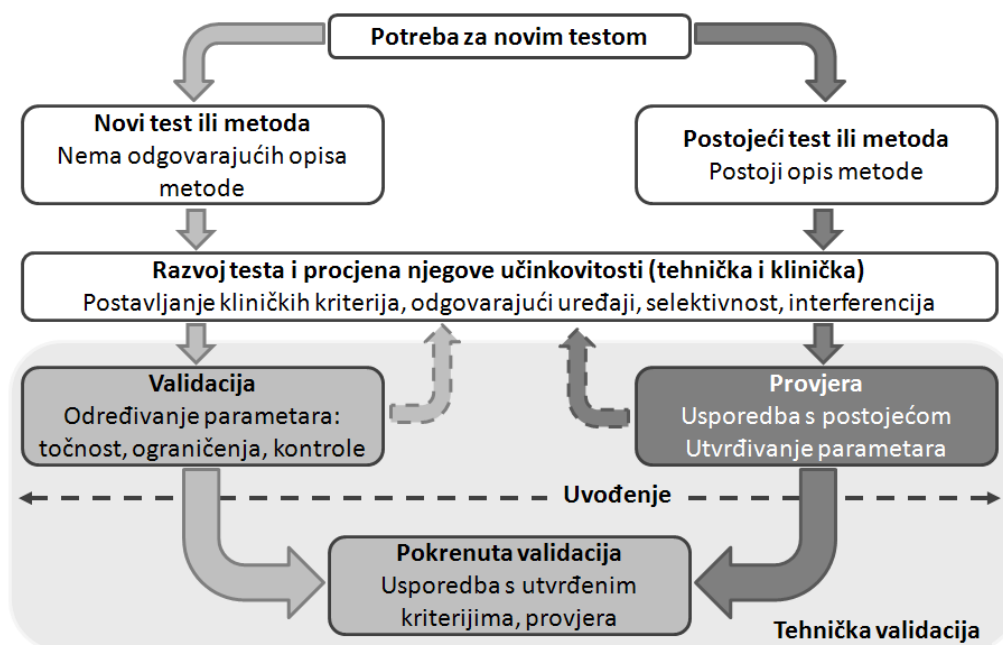 Potreba za novim testom
Novi test ili metoda
Nema odgovarajućih opisa
metode
Postojeći test ili metoda
Postoji opis metode
Razvoj testa i procjena njegove učinkovitosti (tehnička i klinička)
Postavljanje kliničkih kriterija, odgovarajući uređaji, selektivnost, interferencija
Validacija
Određivanje parametara:
točnost, ograničenja, kontrole
Provjera
Usporedba s postojećom
Utvrđivanje parametara
Uvođenje
Pokrenuta validacija
Usporedba s utvrđenim
kriterijima, provjera
Tehnička validacija